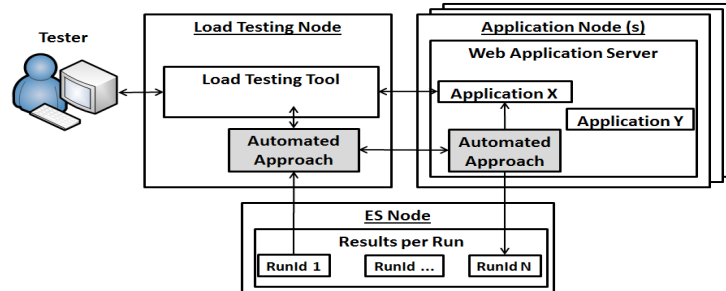 Tester
Load Testing Node
Load Testing Tool
Automated
Approach
Application Node (s)
Web Application Server
Application X
Application Y
Automated
Approach
ES Node
Results per Run
RunId 1
RunId ...
RunId N